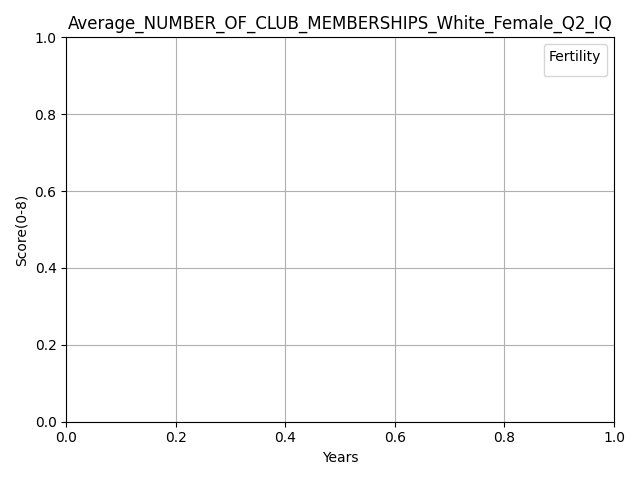 Average_NUMBER_OF_CLUB_MEMBERSHIPS_White_Female_Q2_IQ
Fertility
1.0
0.8
0.6
0.4
0.2
0.0
Score(0-8)
0.0 0.2 0.4 0.6 0.8 1.0
Years